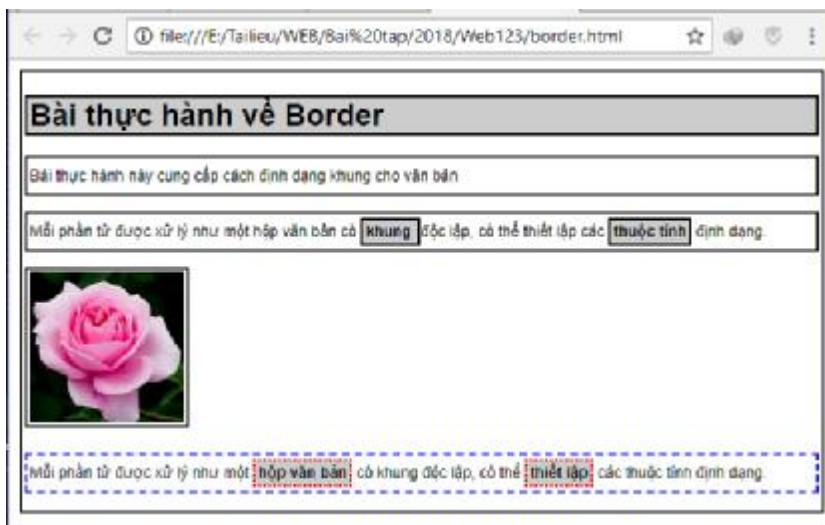 file:///E:/Tailieu/WEB/Bai%20tap/2018/Web123/border.html
Bài thực hành về Border
Bài thực hành này cung cấp cách định dạng khung cho văn bản
Mỗi phần tử được xử lý như một hộp văn bản có khung độc lập, có thể thiết lập các thuộc tính định dạng.
Mỗi phần tử được xử lý như một hộp văn bản có khung độc lập, có thể thiết lập các thuộc tính định dạng.